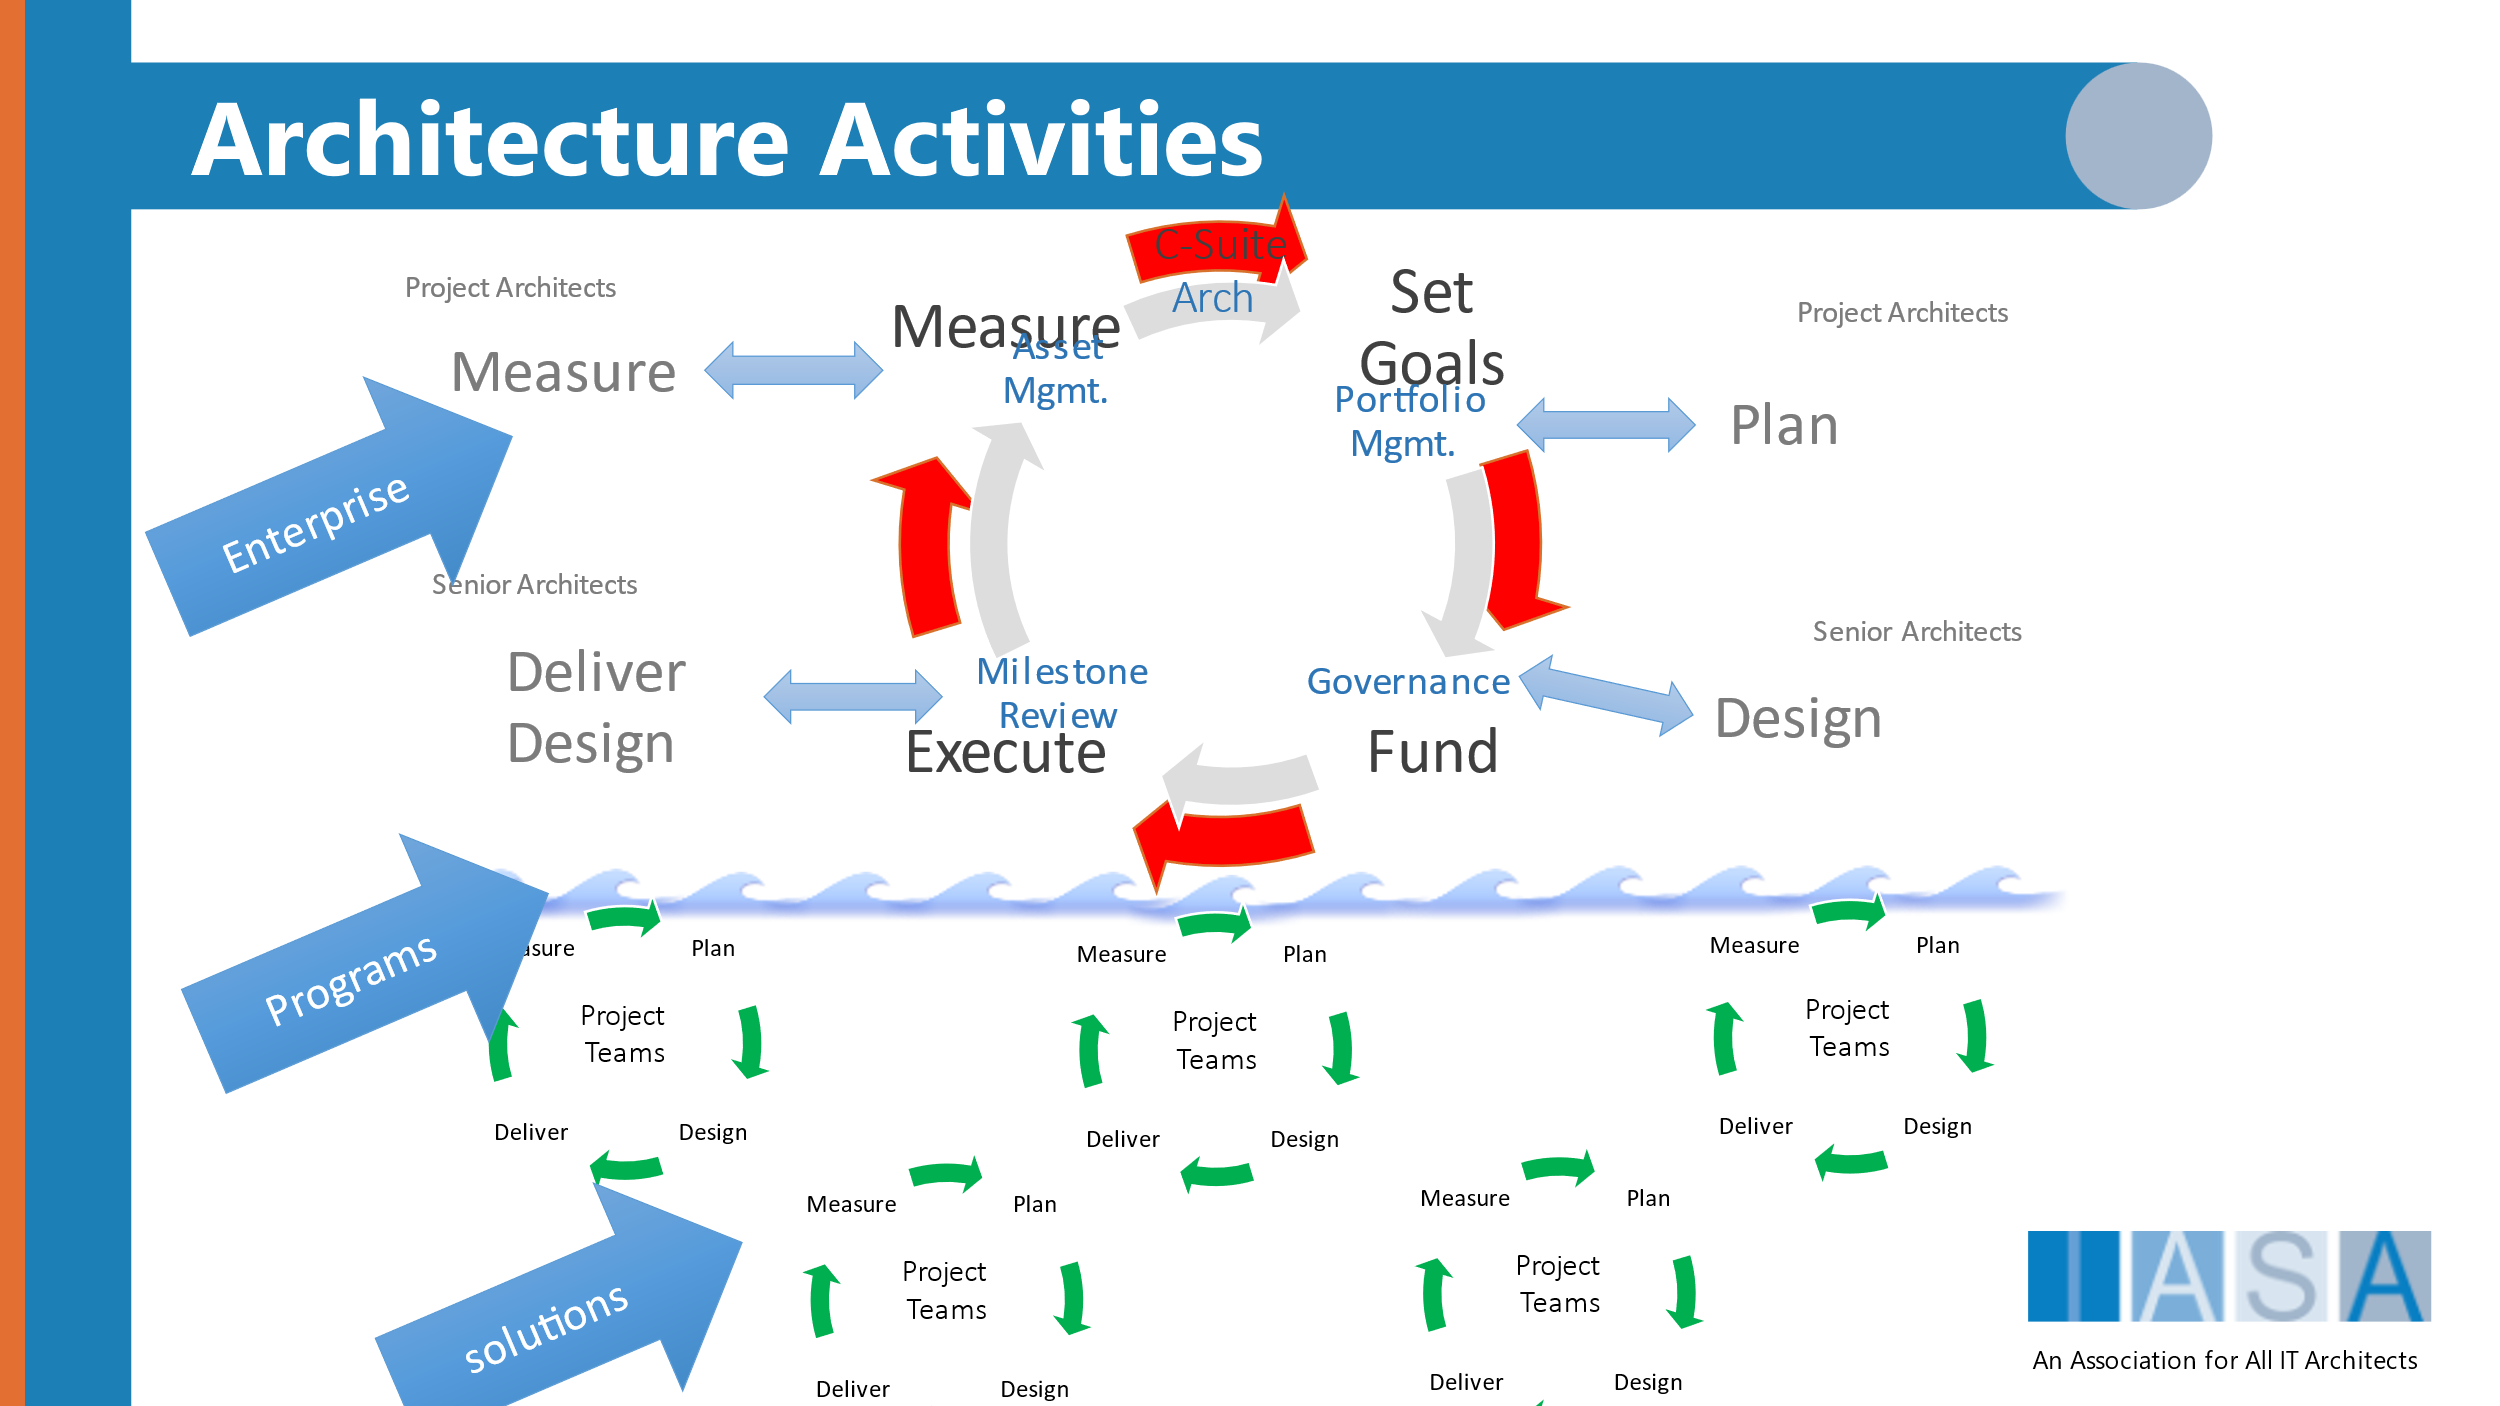 Architecture Activities
C-Suite
Arch
Project Architects
Measure
Measure
Asset
Mgmt.
Set
Goals
Portfolio
Mgmt.
Project Architects
Plan
Enterprise
Senior Architects
Deliver
Design
Milestone
Review
Execute
Governance
Fund
Senior Architects
Design
Programs
asure
Plan
Project
Teams
Deliver
Design
Measure
Plan
Project
Teams
Deliver
Design
Measure
Plan
Project
Teams
Deliver
Design
solutions
Measure
Plan
Project
Teams
Deliver
Design
Measure
Plan
Project
Teams
Deliver
Design
IASA
An Association for All IT Architects